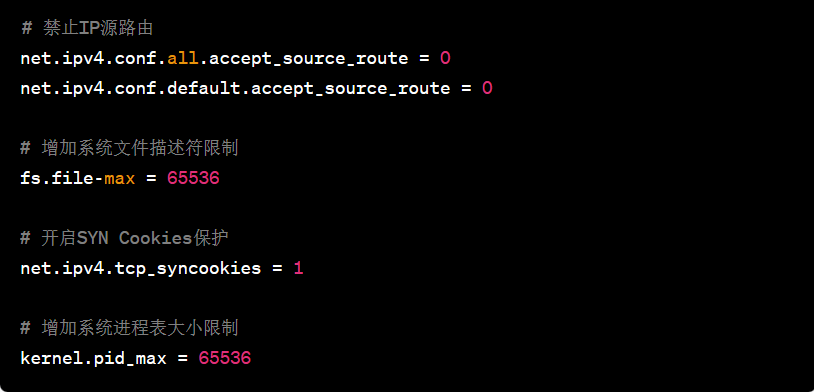 # 禁止IP源路由
net.ipv4.conf.all.accept_source_route = 0
net.ipv4.conf.default.accept_source_route = 0
# 增加系统文件描述符限制
fs.file-max = 65536
# 开启SYN Cookies保护
net.ipv4.tcp_syncookies = 1
# 增加系统进程表大小限制
kernel.pid_max = 65536